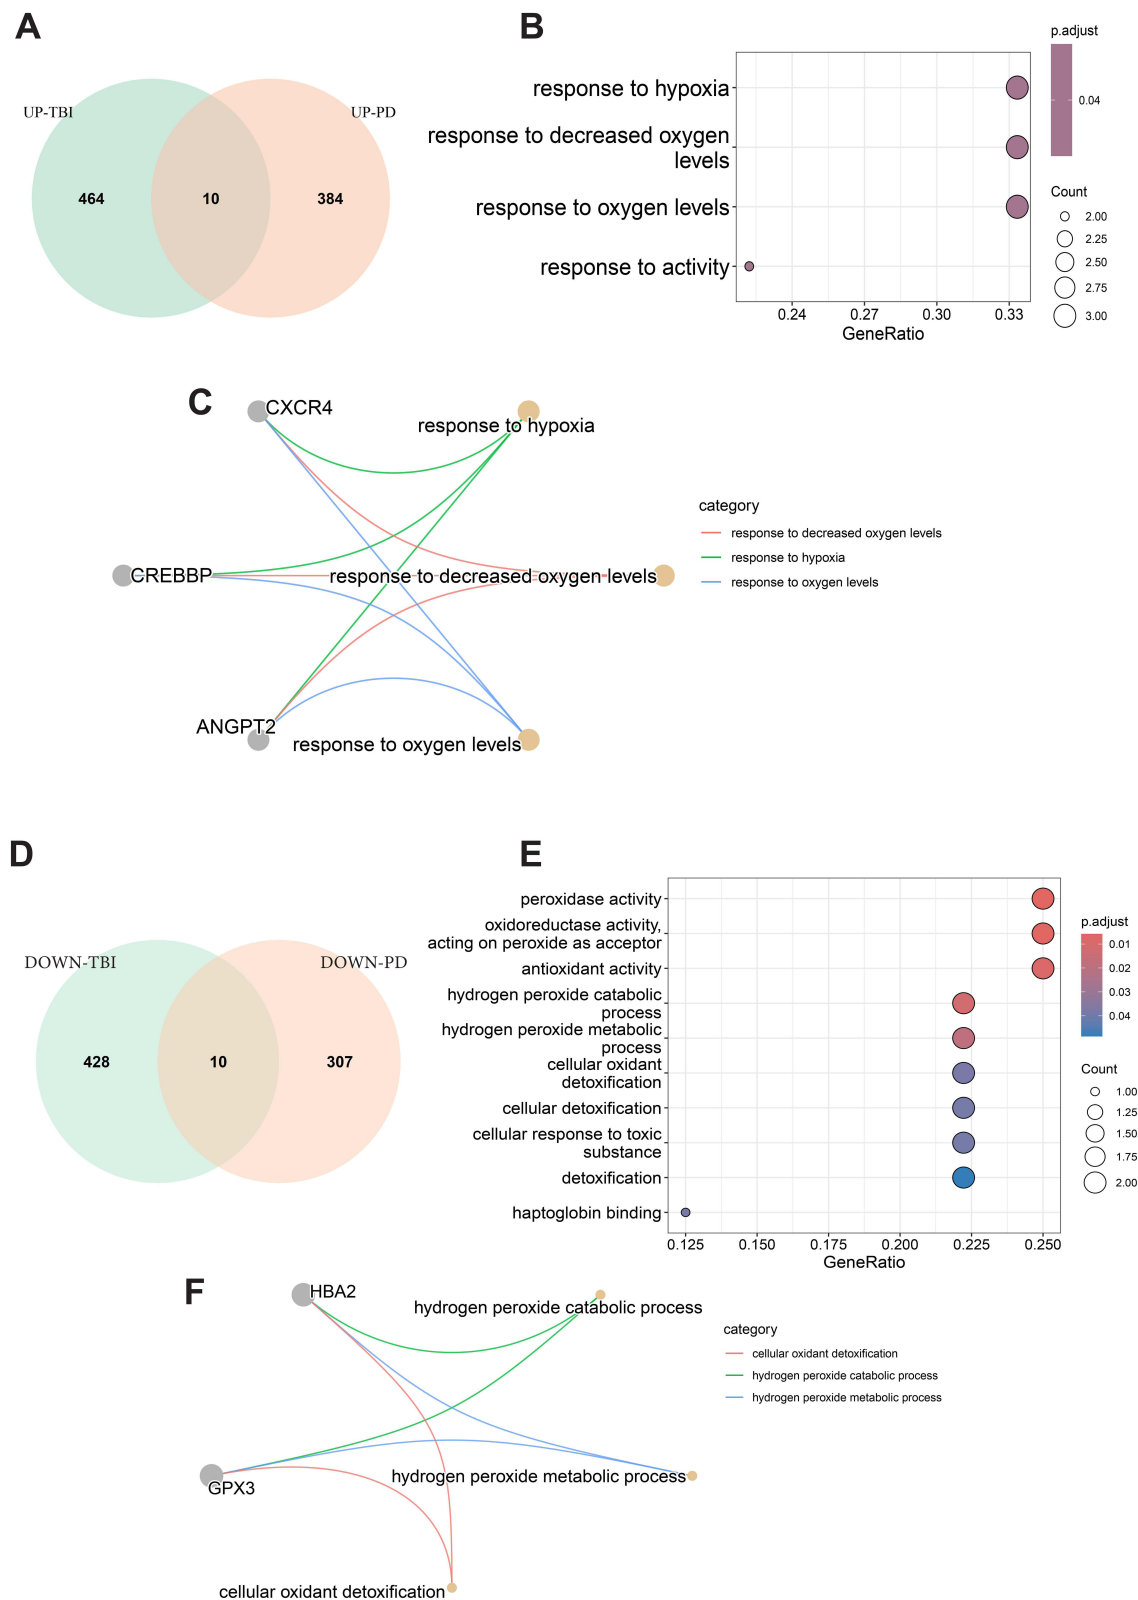 A
UP-TBI
UP-PD
464
10
384
B
response to hypoxia
response to decreased oxygen
levels
response to oxygen levels
response to activity
0.24
0.27
0.30
0.33
GeneRatio
p.adjust
0.04
Count
2.00
2.25
2.50
2.75
3.00
C
CXCR4
response to hypoxia
CREBBP
response to decreased oxygen levels
ANGPT2
response to oxygen levels
category
response to decreased oxygen levels
response to hypoxia
response to oxygen levels
D
DOWN-TBI
DOWN-PD
428
10
307
E
peroxidase activity
oxidoreductase activity,
acting on peroxide as acceptor
antioxidant activity
hydrogen peroxide catabolic
process
hydrogen peroxide metabolic
process
cellular oxidant
detoxification
cellular detoxification
cellular response to toxic
substance
detoxification
haptoglobin binding
0.125
0.150
0.175
0.200
0.225
0.250
GeneRatio
p.adjust
0.01
0.02
0.03
0.04
Count
1.00
1.25
1.50
1.75
2.00
F
HBA2
hydrogen peroxide catabolic process
GPX3
hydrogen peroxide metabolic process
cellular oxidant detoxification
category
cellular oxidant detoxification
hydrogen peroxide catabolic process
hydrogen peroxide metabolic process